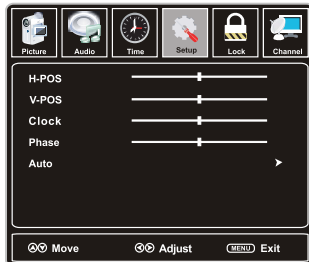 Picture Audio Time Setup Lock Channel
H-POS
V-POS
Clock
Phase
Auto
Move Adjust MENU Exit